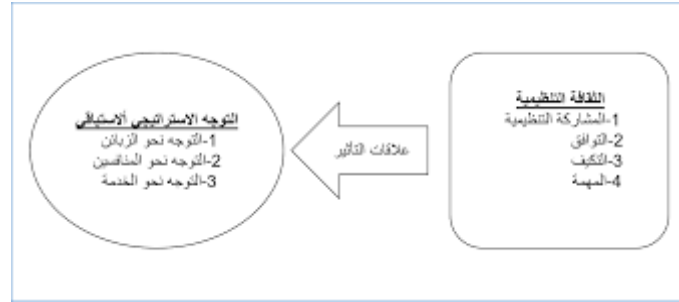 الثقافة التنظيمية
1-المشاركة التنظيمية
2-التوافق
3-التكيف
4-المهمة
علاقات التأثير
التوجه الاستراتيجي ألاستباقي
1-التوجه نحو الزبائن
2-التوجه نحو المنافسين
3-التوجه نحو الخدمة